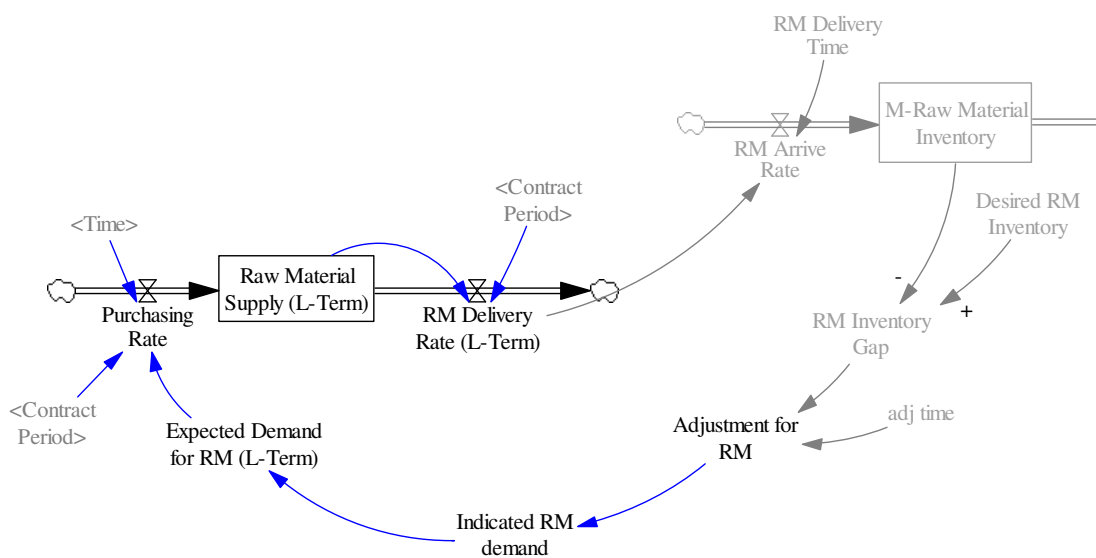 RM Delivery
Time
M-Raw Material
Inventory
RM Arrive
Rate
<Contract
Period>
Desired RM
Inventory
<Time>
Raw Material
Supply (L-Term)
-
+
Purchasing
Rate
RM Delivery
Rate (L-Term)
RM Inventory
Gap
<Contract
Period>
Expected Demand
for RM (L-Term)
Adjustment for
RM
adj time
Indicated RM
demand